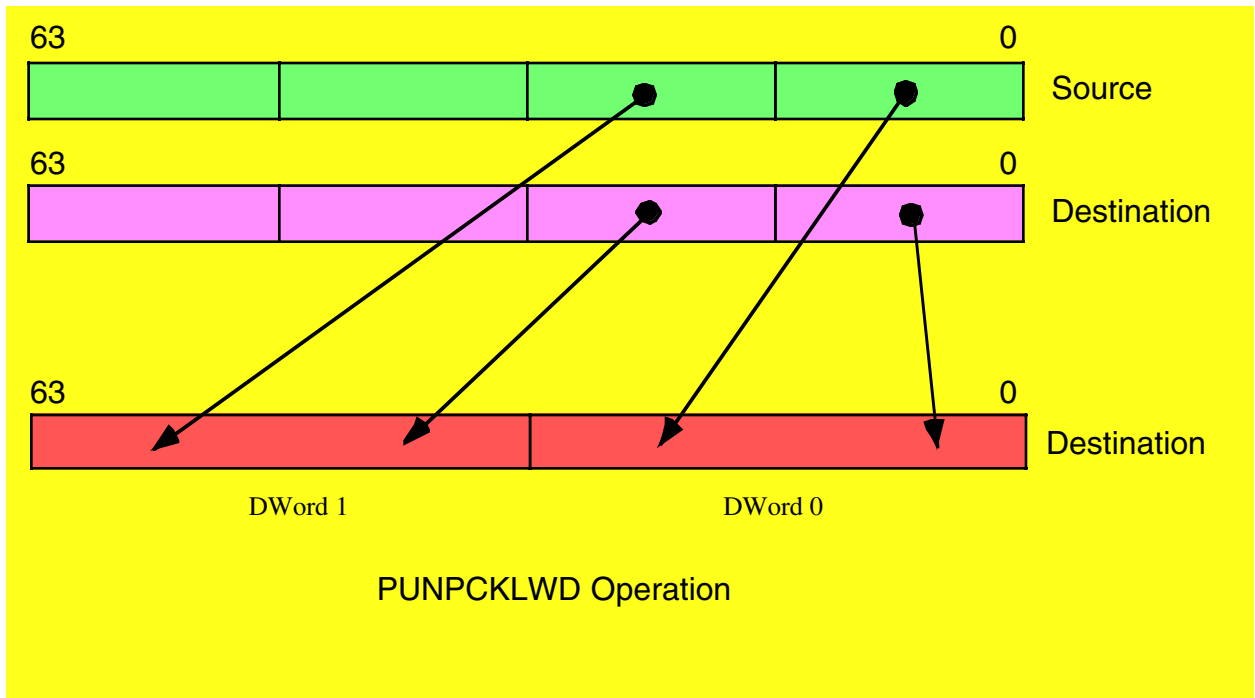 63 0
Source
63 0
Destination
63 0
Destination
DWord 1 DWord 0
PUNPCKLWD Operation